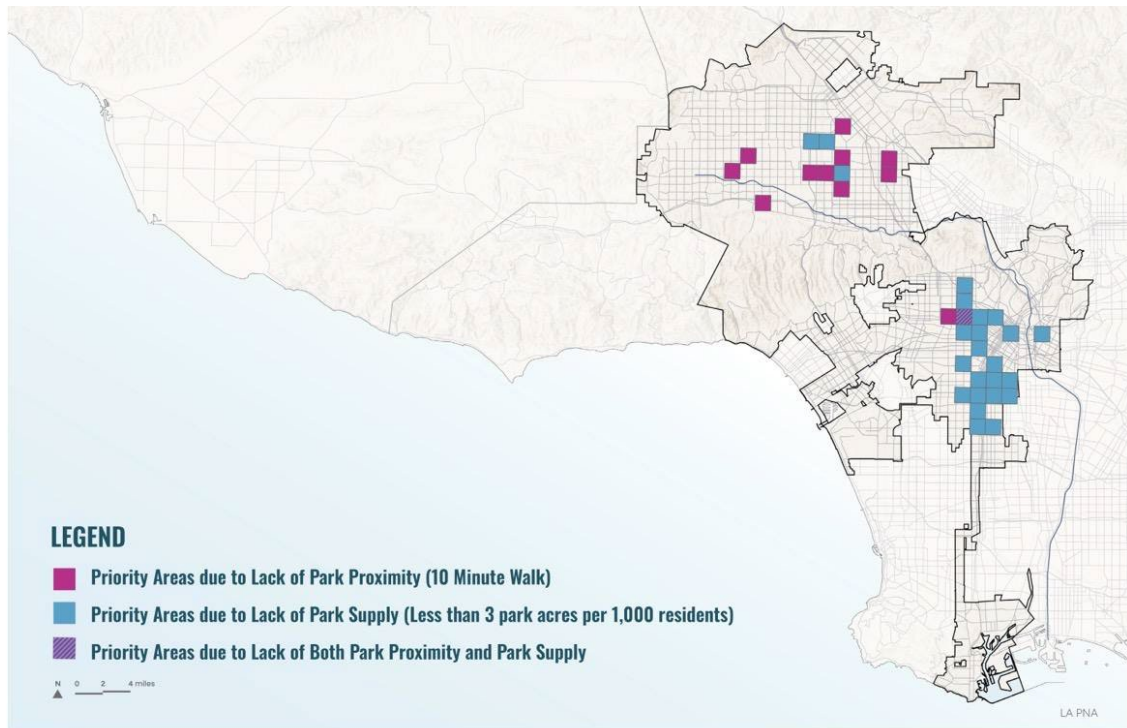 LEGEND
Priority Areas due to Lack of Park Proximity (10 Minute Walk)
Priority Areas due to Lack of Park Supply (Less than 3 park acres per 1,000 residents)
Priority Areas due to Lack of Both Park Proximity and Park Supply
N 0 2 4 miles
LA PNA